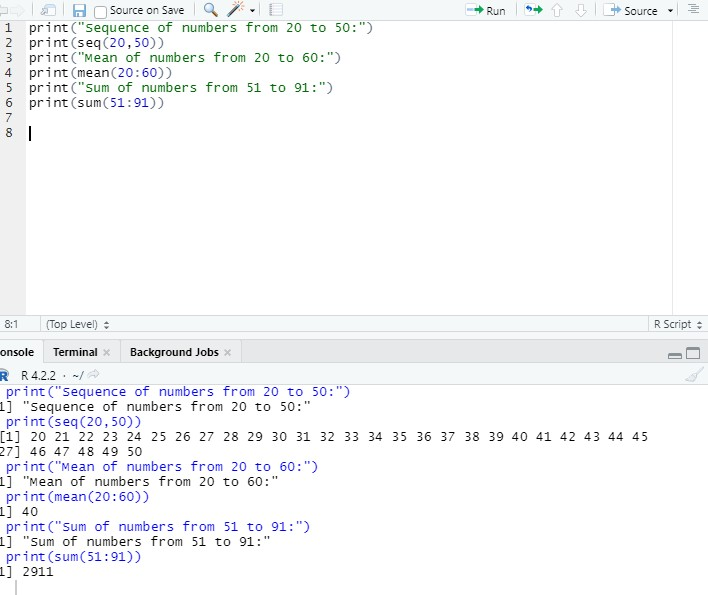 Source on Save Run Source
1 print("Sequence of numbers from 20 to 50:")
2 print(seq(20,50))
3 print("Mean of numbers from 20 to 60:")
4 print(mean(20:60))
5 print("Sum of numbers from 51 to 91:")
6 print(sum(51:91))
7
8
8:1 (Top Level) R Script
onsole Terminal × Background Jobs ×
R R 4.2.2 · ~/
print("Sequence of numbers from 20 to 50:")
1] "Sequence of numbers from 20 to 50:"
print(seq(20,50))
[1] 20 21 22 23 24 25 26 27 28 29 30 31 32 33 34 35 36 37 38 39 40 41 42 43 44 45
27] 46 47 48 49 50
print("Mean of numbers from 20 to 60:")
1] "Mean of numbers from 20 to 60:"
print(mean(20:60))
1] 40
print("Sum of numbers from 51 to 91:")
1] "Sum of numbers from 51 to 91:"
print(sum(51:91))
1] 2911